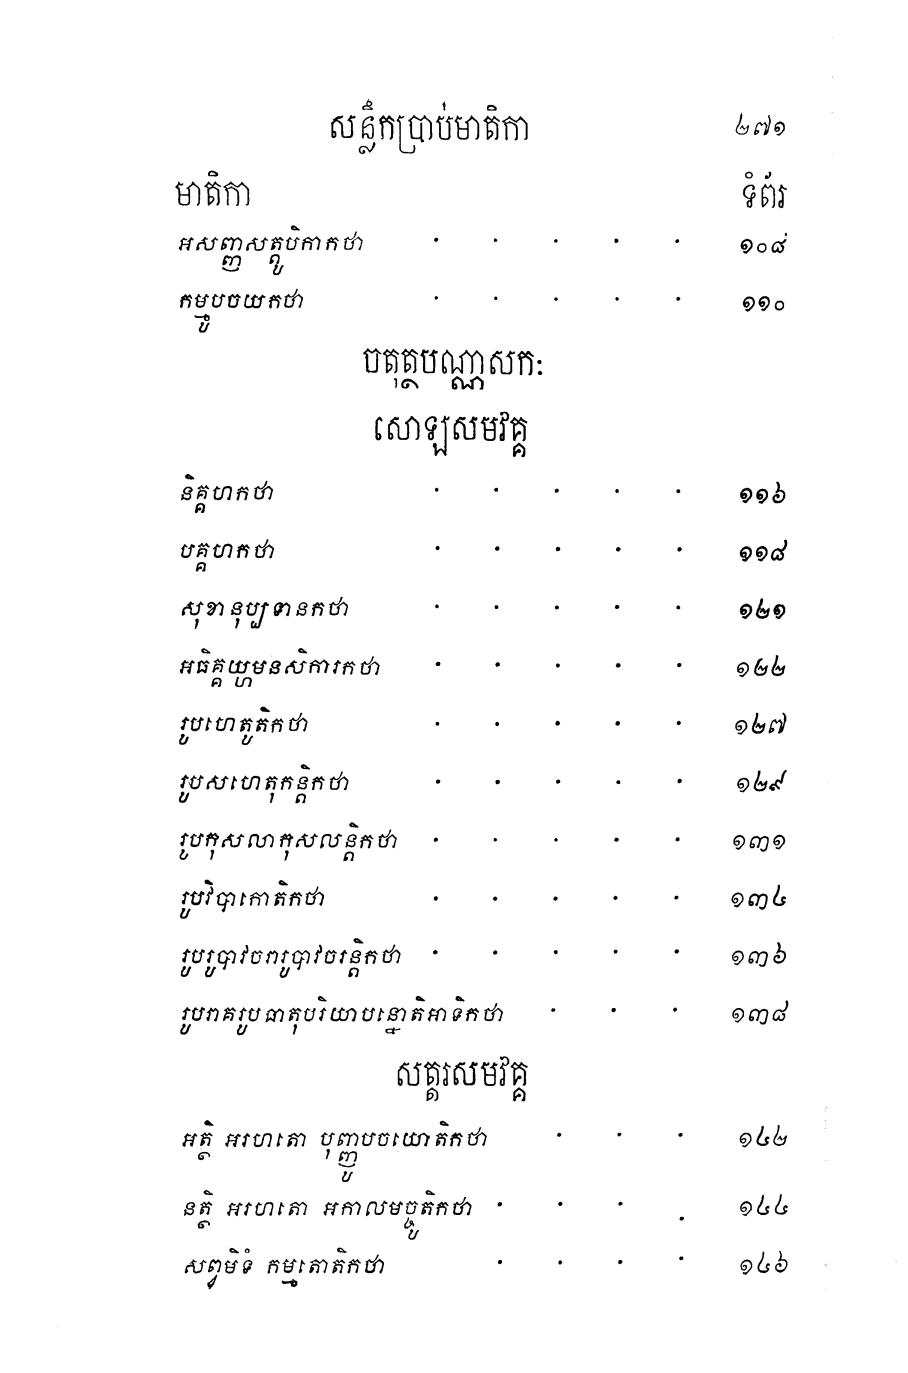 សន្លឹកប្រាប់មាតិកា ២៧១
មាតិកា ទំព័រ
អសញ្ញសត្តូបិកាកថា . . . . . ១០៨
កម្មូបចយកថា . . . . . ១១០
បតុត្ថបណ្ណាសកៈ
សោឡសមវគ្គ
និគ្គហកថា . . . . . ១១៦
បគ្គហកថា . . . . . ១១៨
សុខានុប្បទានកថា . . . . . ១២១
អធិគ្គយ្ហមនសិការកថា . . . . . ១២២
រូបហេតូតិកថា . . . . . ១២៧
រូបសហេតុកន្តិកថា . . . . . ១២៩
រូបកុសលាកុសលន្តិកថា . . . . . ១៣១
រូបវិបាកោតិកថា . . . . . ១៣៤
រូបរូបាវចរារូបាវចរន្តិកថា . . . . . ១៣៦
រូបរាគរូបធាតុបរិយាបន្នោតិអាទិកថា . . . ១៣៨
សត្តរសមវគ្គ
អត្ថិ អរហតោ បុញ្ញូបចយោតិកថា . . . ១៤២
នត្ថិ អរហតោ អកាលមច្ចូតិកថា . . . . ១៤៤
សព្វមិទំ កម្មតោតិកថា . . . . ១៤៦